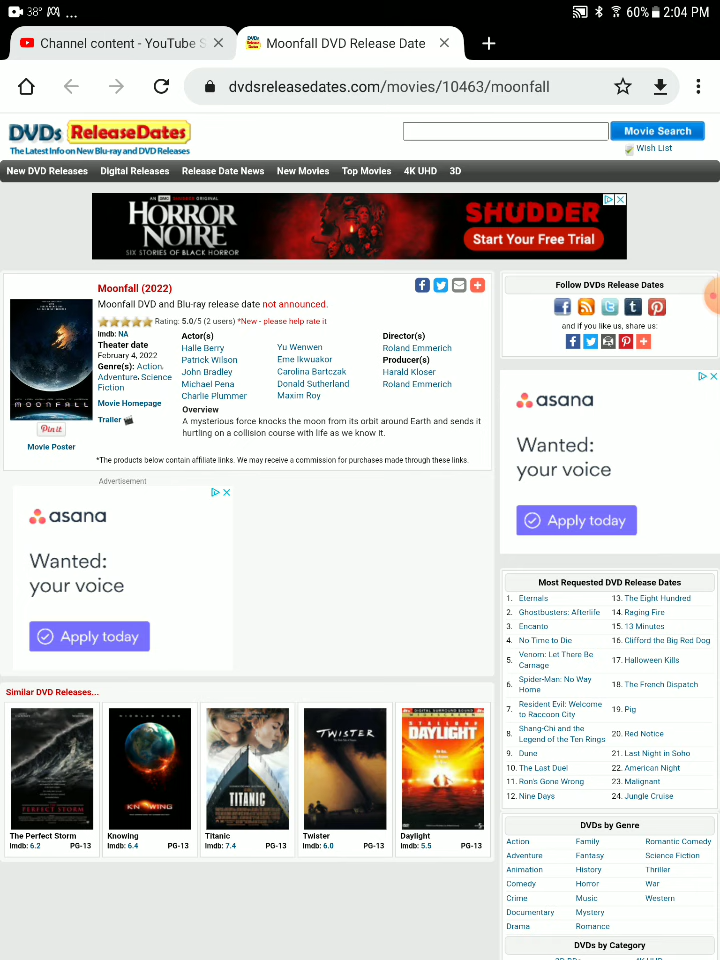 38° ...
60% 2:04 PM
Channel content - YouTube S
Moonfall DVD Release Date
dvdsreleasedates.com/movies/10463/moonfall
DVDs ReleaseDates
The Latest Info on New Blu-ray and DVD Releases
Movie Search
Wish List
New DVD Releases Digital Releases Release Date News New Movies Top Movies 4K UHD 3D
AN AMC SHUDDER ORIGINAL
HORROR
NOIRE
SIX STORIES OF BLACK HORROR
SHUDDER
Start Your Free Trial
Moonfall (2022)
Moonfall DVD and Blu-ray release date not announced.
Rating: 5.0/5 (2 users) *New - please help rate it
MOONFALL
Pin it
Movie Poster
Imdb: NA
Theater date
February 4, 2022
Genre(s): Action,
Adventure, Science
Fiction
Movie Homepage
Trailer
Actor(s)
Halle Berry
Patrick Wilson
John Bradley
Michael Pena
Charlie Plummer
Yu Wenwen
Eme Ikwuakor
Carolina Bartczak
Donald Sutherland
Maxim Roy
Director(s)
Roland Emmerich
Producer(s)
Harald Kloser
Roland Emmerich
Overview
A mysterious force knocks the moon from its orbit around Earth and sends it
hurtling on a collision course with life as we know it.
*The products below contain affiliate links. We may receive a commission for purchases made through these links.
Advertisement
asana
Wanted:
your voice
Apply today
Similar DVD Releases...
PERFECT STORM
The Perfect Storm
Imdb: 6.2 PG-13
NICOLAS CAGE
KNOWING
Knowing
Imdb: 6.4 PG-13
TITANIC
Titanic
Imdb: 7.4 PG-13
TWISTER
Twister
Imdb: 6.0 PG-13
DIGITAL SURROUND SOUND
STALLONE
DAYLIGHT
Daylight
Imdb: 5.5 PG-13
Follow DVDs Release Dates
and if you like us, share us:
asana
Wanted:
your voice
Apply today
Most Requested DVD Release Dates
1. Eternals
2. Ghostbusters: Afterlife
3. Encanto
4. No Time to Die
5. Venom: Let There Be
Carnage
6. Spider-Man: No Way
Home
7. Resident Evil: Welcome
to Raccoon City
8. Shang-Chi and the
Legend of the Ten Rings
9. Dune
10. The Last Duel
11. Ron's Gone Wrong
12. Nine Days
13. The Eight Hundred
14. Raging Fire
15. 13 Minutes
16. Clifford the Big Red Dog
17. Halloween Kills
18. The French Dispatch
19. Pig
20. Red Notice
21. Last Night in Soho
22. American Night
23. Malignant
24. Jungle Cruise
DVDs by Genre
Action Family Romantic Comedy
Adventure Fantasy Science Fiction
Animation History Thriller
Comedy Horror War
Crime Music Western
Documentary Mystery
Drama Romance
DVDs by Category